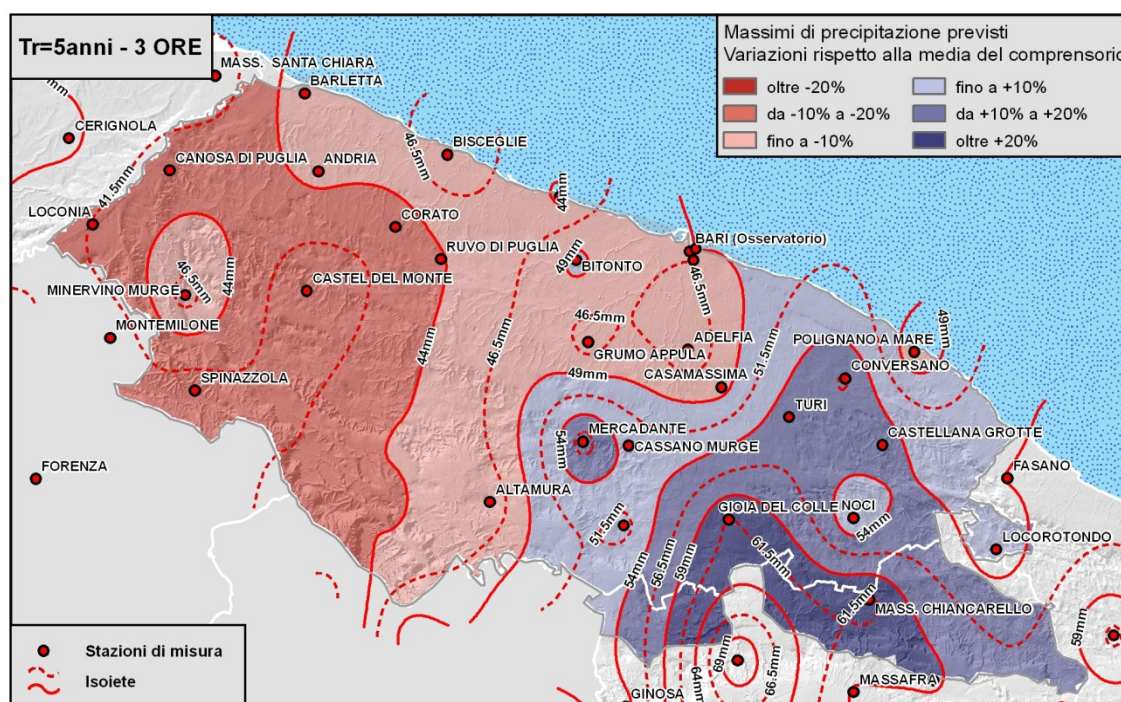 Tr=5anni - 3 ORE
Massimi di precipitazione previsti
Variazioni rispetto alla media del comprensorio
oltre -20%
fino a +10%
da -10% a -20%
da +10% a +20%
fino a -10%
oltre +20%
MASS. SANTA CHIARA
BARLETTA
CERIGNOLA
BISCEGLIE
46.5mm
CANOSA DI PUGLIA
ANDRIA
41.5mm
44mm
LOCONIA
CORATO
BARI (Osservatorio)
RUVO DI PUGLIA
49mm
BITONTO
46.5mm
44mm
46.5mm
CASTEL DEL MONTE
MINERVINO MURGE
46.5mm
MONTEMILONE
GRUMO APPULA
ADELFIA
49mm
POLIGNANO A MARE
44mm
46.5mm
51.5mm
CONVERSANO
49mm
CASAMASSIMA
SPINAZZOLA
TURI
MERCADANTE
54mm
CASSANO MURGE
CASTELLANA GROTTE
FORENZA
FASANO
ALTAMURA
GIOIA DEL COLLE
NOCI
51.5mm
54mm
LOCOROTONDO
54mm
56.5mm
59mm
61.5mm
61.5mm
MASS. CHIANCARELLO
59mm
69mm
66.5mm
64mm
GINOSA
MASSAFRA
Stazioni di misura
Isoiete